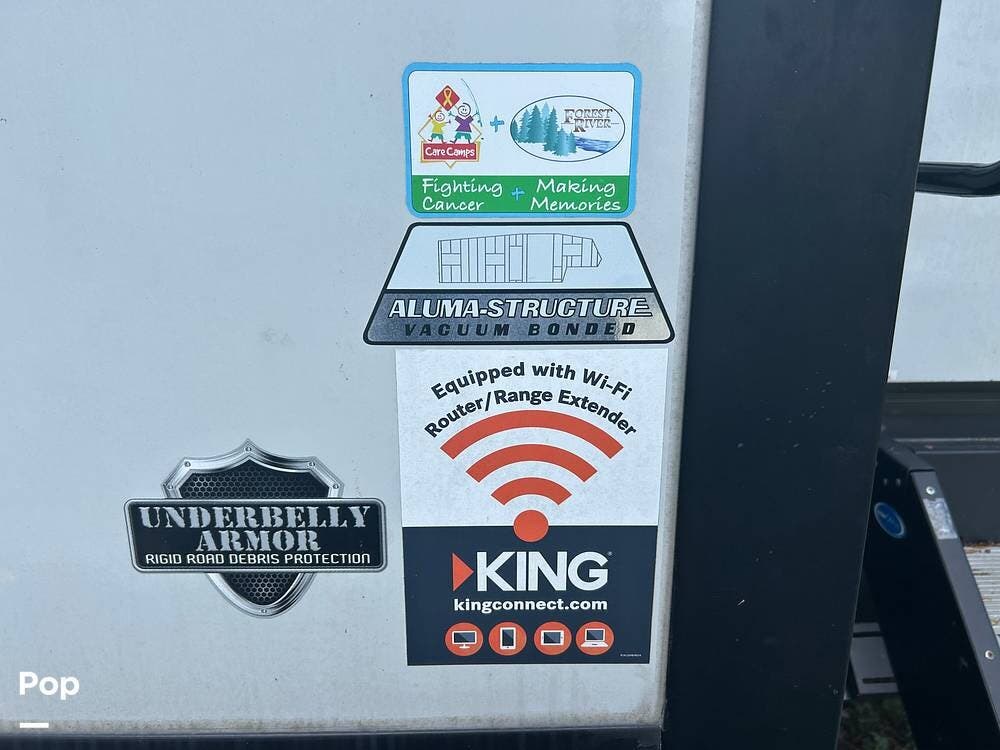 Care Camps
+
FOREST
RIVER
Fighting + Making
Cancer Memories
ALUMA-STRUCTURE
VACUUM BONDED
Equipped with Wi-Fi
Router/Range Extender
KING
kingconnect.com
UNDERBELLY
ARMOR
RIGID ROAD DEBRIS PROTECTION
Pop